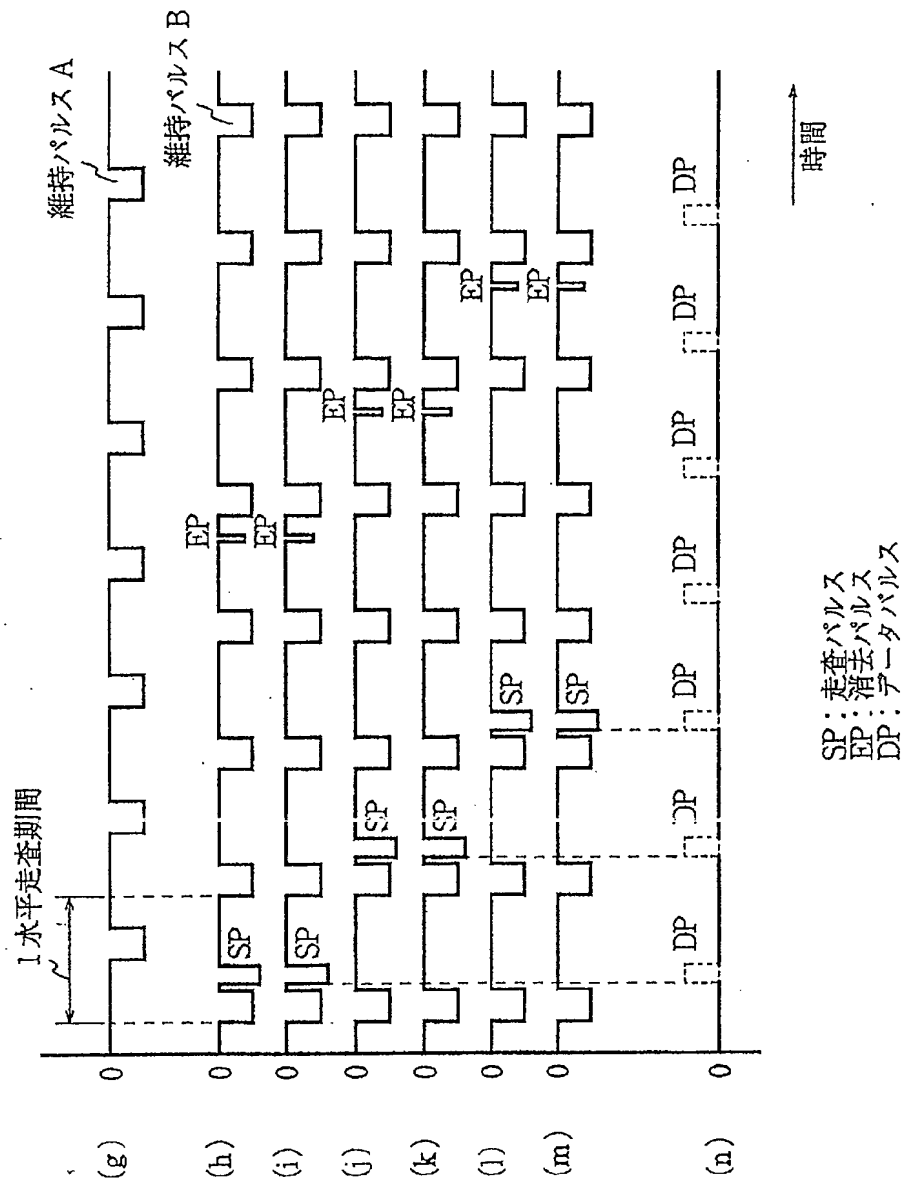 1水平走査期間
維持パルス A
(g) 0
維持パルス B
(h) 0 SP EP
(i) 0 SP EP
(j) 0 SP EP
(k) 0 SP EP
(l) 0 SP EP
(m) 0 SP EP
(n) 0 DP DP DP DP DP DP DP
時間
SP : 走査パルス
EP : 消去パルス
DP : データパルス